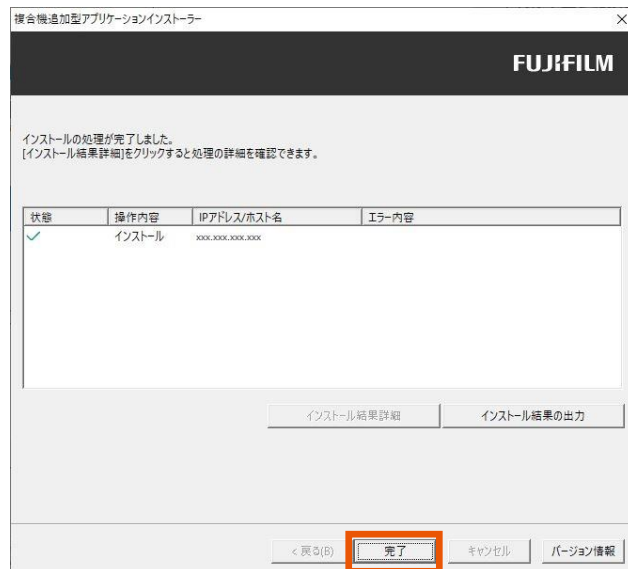 複合機追加型アプリケーションインストーラー
FUJIFILM
インストールの処理が完了しました。
[インストール結果詳細]をクリックすると処理の詳細を確認できます。
状態 操作内容 IPアドレス/ホスト名 エラー内容
インストール xxx.xxx.xxx.xxx
インストール結果詳細 インストール結果の出力
< 戻る(B) 完了 キャンセル バージョン情報